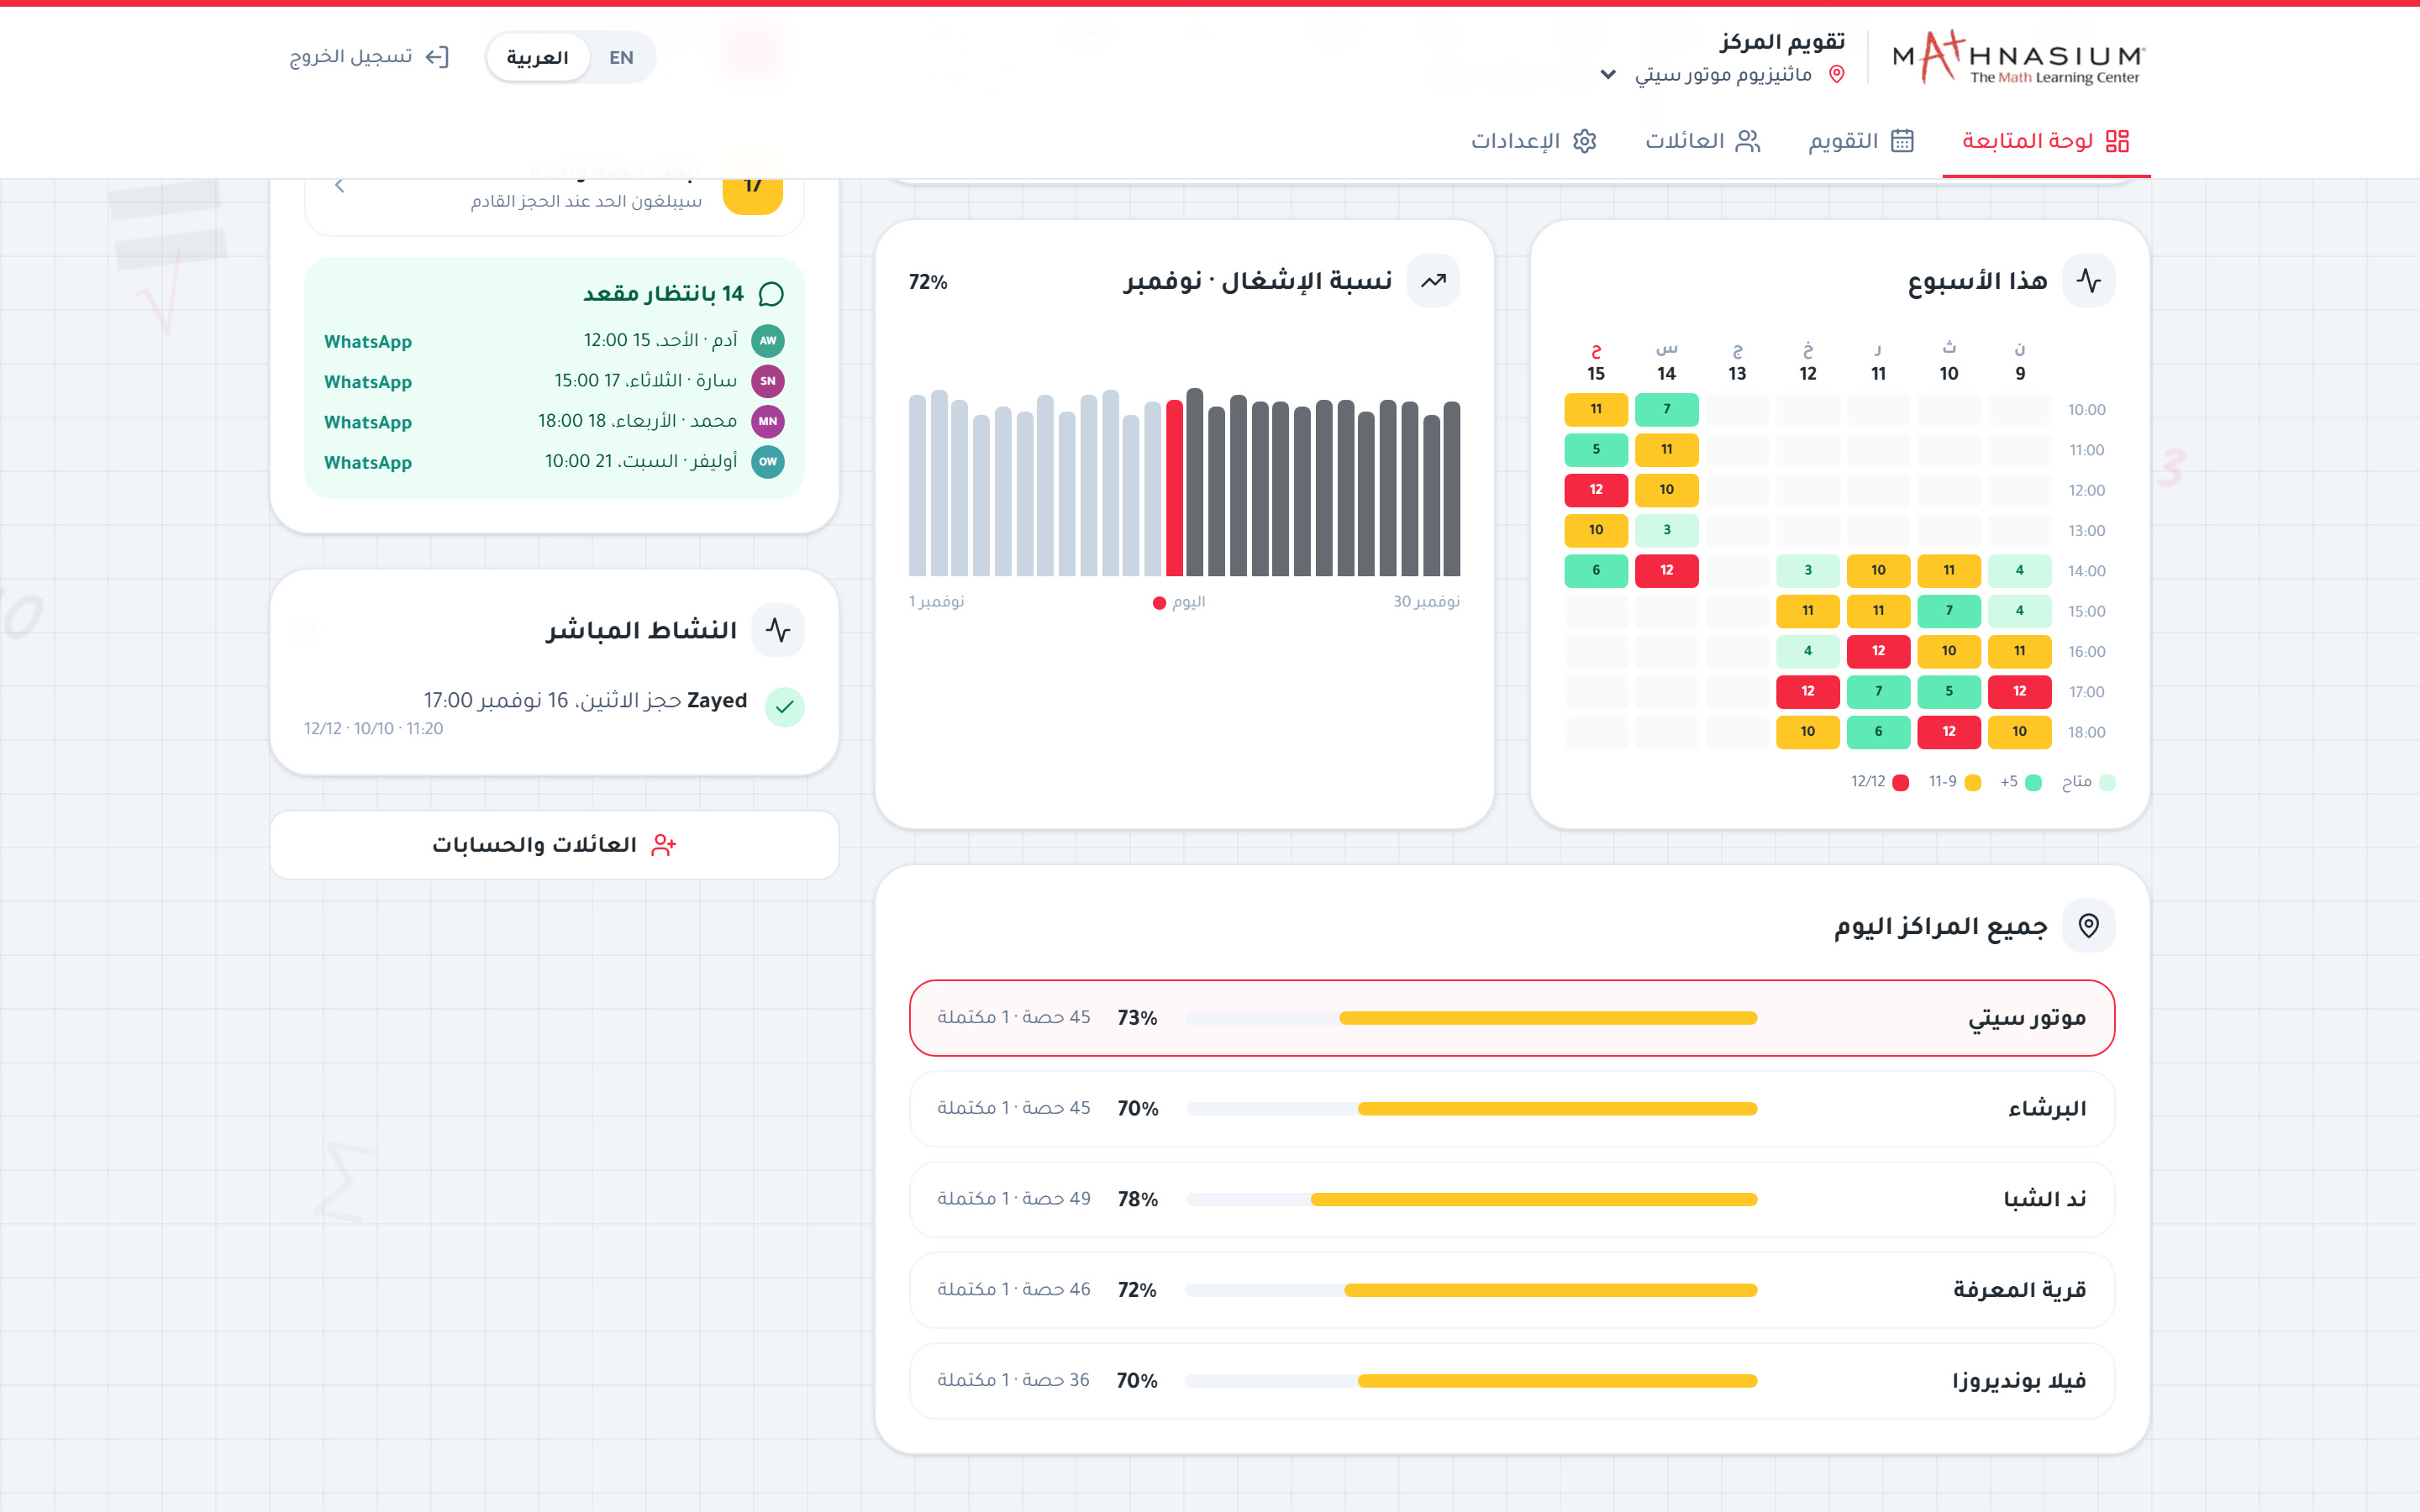 MATHNASIUM
The Math Learning Center
تقويم المركز
ماثنيزيوم موتور سيتي
EN
العربية
تسجيل الخروج
لوحة المتابعة
التقويم
العائلات
الإعدادات
هذا الأسبوع
ن ث ر خ ج س ح
9 10 11 12 13 14 15
10:00 7 11
11:00 11 5
12:00 10 12
13:00 3 10
14:00 4 11 10 3 12 6
15:00 4 7 11 11
16:00 11 10 12 4
17:00 12 5 7 12
18:00 10 12 6 10
متاح
5+
9–11
12/12
نسبة الإشغال · نوفمبر
72%
30 نوفمبر
اليوم
1 نوفمبر
17
سيبلغون الحد عند الحجز القادم
14 بانتظار مقعد
AW آدم · الأحد، 15 12:00 WhatsApp
SN سارة · الثلاثاء، 17 15:00 WhatsApp
MN محمد · الأربعاء، 18 18:00 WhatsApp
OW أوليفر · السبت، 21 10:00 WhatsApp
النشاط المباشر
Zayed حجز الاثنين، 16 نوفمبر 17:00
12/12 · 10/10 · 11:20
العائلات والحسابات
جميع المراكز اليوم
موتور سيتي 73% 45 حصة · 1 مكتملة
البرشاء 70% 45 حصة · 1 مكتملة
ند الشبا 78% 49 حصة · 1 مكتملة
قرية المعرفة 72% 46 حصة · 1 مكتملة
فيلا بونديروزا 70% 36 حصة · 1 مكتملة